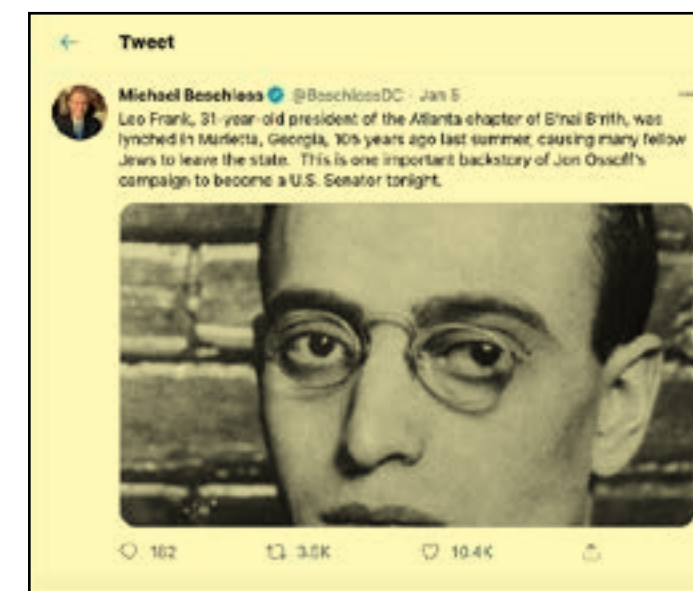 Tweet
Michael Beschloss @BeschlossDC · Jan 5
Leo Frank, 31-year-old president of the Atlanta chapter of B'nai B'rith, was
lynched in Marietta, Georgia, 105 years ago last summer, causing many fellow
Jews to leave the state. This is one important backstory of Jon Ossoff's
campaign to become a U.S. Senator tonight.
182 10.4K